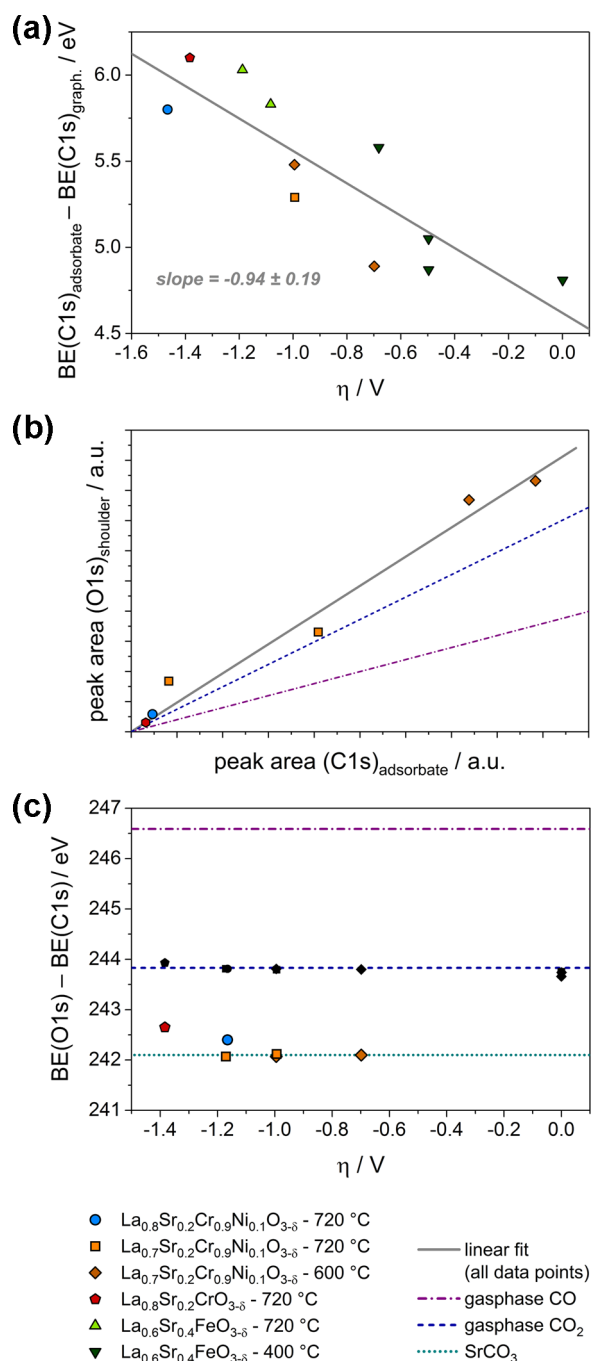 (a)
BE(C1s)adsorbate – BE(C1s)graph. / eV
6.0
5.5
5.0
4.5
slope = -0.94 ± 0.19
-1.6 -1.4 -1.2 -1.0 -0.8 -0.6 -0.4 -0.2 0.0
η / V
(b)
peak area (O1s)shoulder / a.u.
peak area (C1s)adsorbate / a.u.
(c)
BE(O1s) – BE(C1s) / eV
247
246
245
244
243
242
241
-1.4 -1.2 -1.0 -0.8 -0.6 -0.4 -0.2 0.0
η / V
La0.8Sr0.2Cr0.9Ni0.1O3-δ - 720 °C
La0.7Sr0.2Cr0.9Ni0.1O3-δ - 720 °C
La0.7Sr0.2Cr0.9Ni0.1O3-δ - 600 °C
La0.8Sr0.2CrO3-δ - 720 °C
La0.6Sr0.4FeO3-δ - 720 °C
La0.6Sr0.4FeO3-δ - 400 °C
linear fit
(all data points)
gasphase CO
gasphase CO2
SrCO3